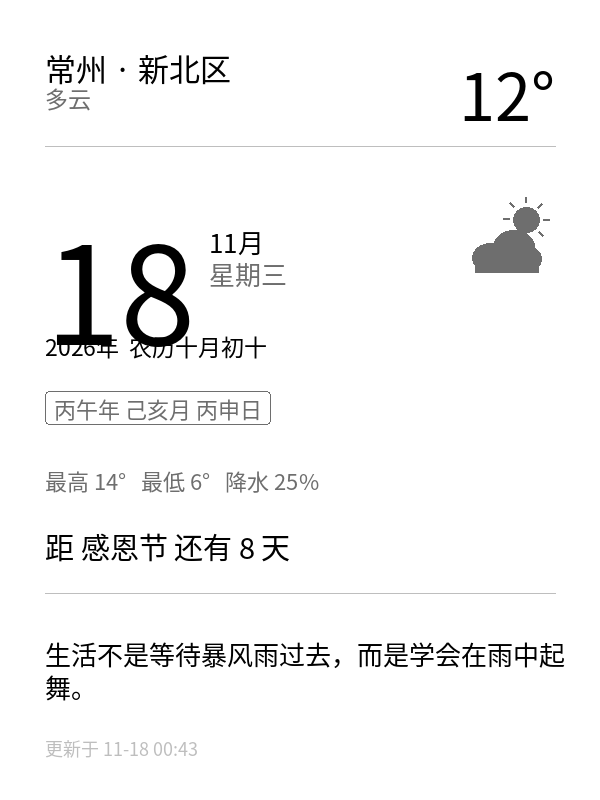 常州 · 新北区
多云
12°
18
11月
星期三
2026年 农历十月初十
丙午年 己亥月 丙申日
最高 14° 最低 6° 降水 25%
距 感恩节 还有 8 天
生活不是等待暴风雨过去，而是学会在雨中起
舞。
更新于 11-18 00:43